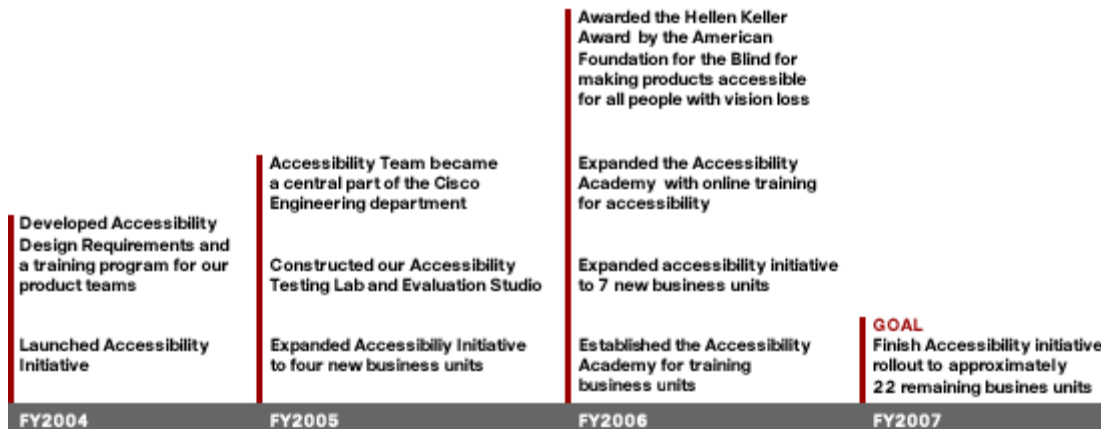 Developed Accessibility
Design Requirements and
a training program for our
product teams
Launched Accessibility
Initiative
FY2004
Accessibility Team became
a central part of the Cisco
Engineering department
Constructed our Accessibility
Testing Lab and Evaluation Studio
Expanded Accessibiliy Initiative
to four new business units
FY2005
Awarded the Hellen Keller
Award by the American
Foundation for the Blind for
making products accessible
for all people with vision loss
Expanded the Accessibility
Academy with online training
for accessibility
Expanded accessibility initiative
to 7 new business units
Established the Accessibility
Academy for training
business units
FY2006
GOAL
Finish Accessibility initiative
rollout to approximately
22 remaining busines units
FY2007